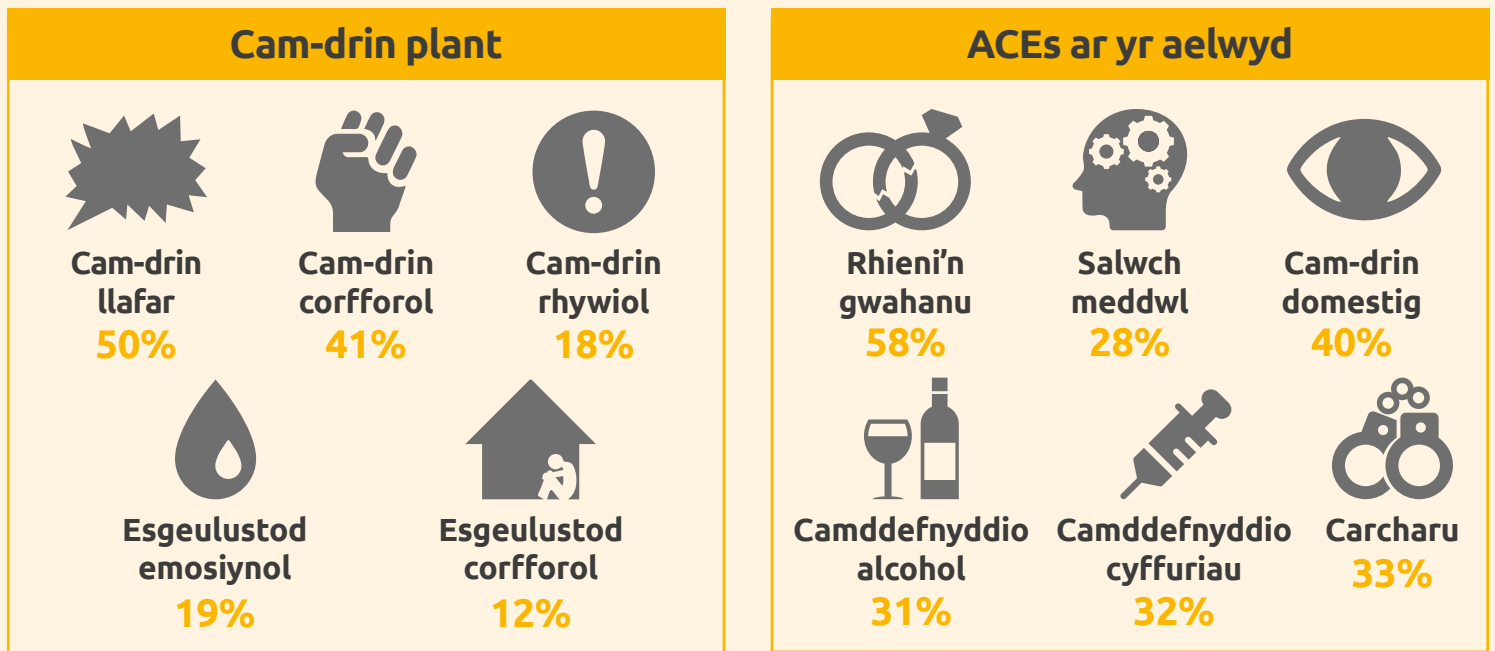 Cam-drin plant
Cam-drin
llafar
50%
Cam-drin
corfforol
41%
Cam-drin
rhywiol
18%
Esgeulustod
emosiynol
19%
Esgeulustod
corfforol
12%
ACEs ar yr aelwyd
Rhieni’n
gwahanu
58%
Salwch
meddwl
28%
Cam-drin
domestig
40%
Camddefnyddio
alcohol
31%
Camddefnyddio
cyffuriau
32%
Carcharu
33%